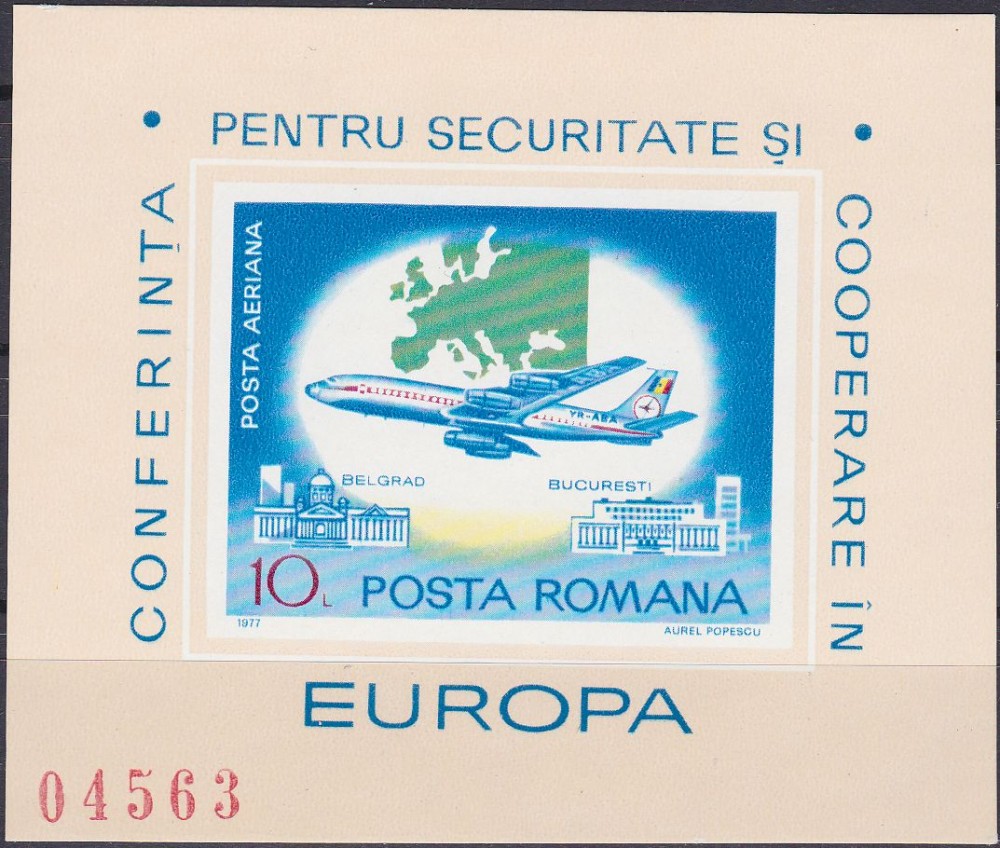 CONFERINȚA
• PENTRU SECURITATE ȘI •
COOPERARE ÎN
EUROPA
POSTA AERIANA
YR-ABA
BELGRAD
BUCURESTI
10L
POSTA ROMANA
1977
AUREL POPESCU
04563